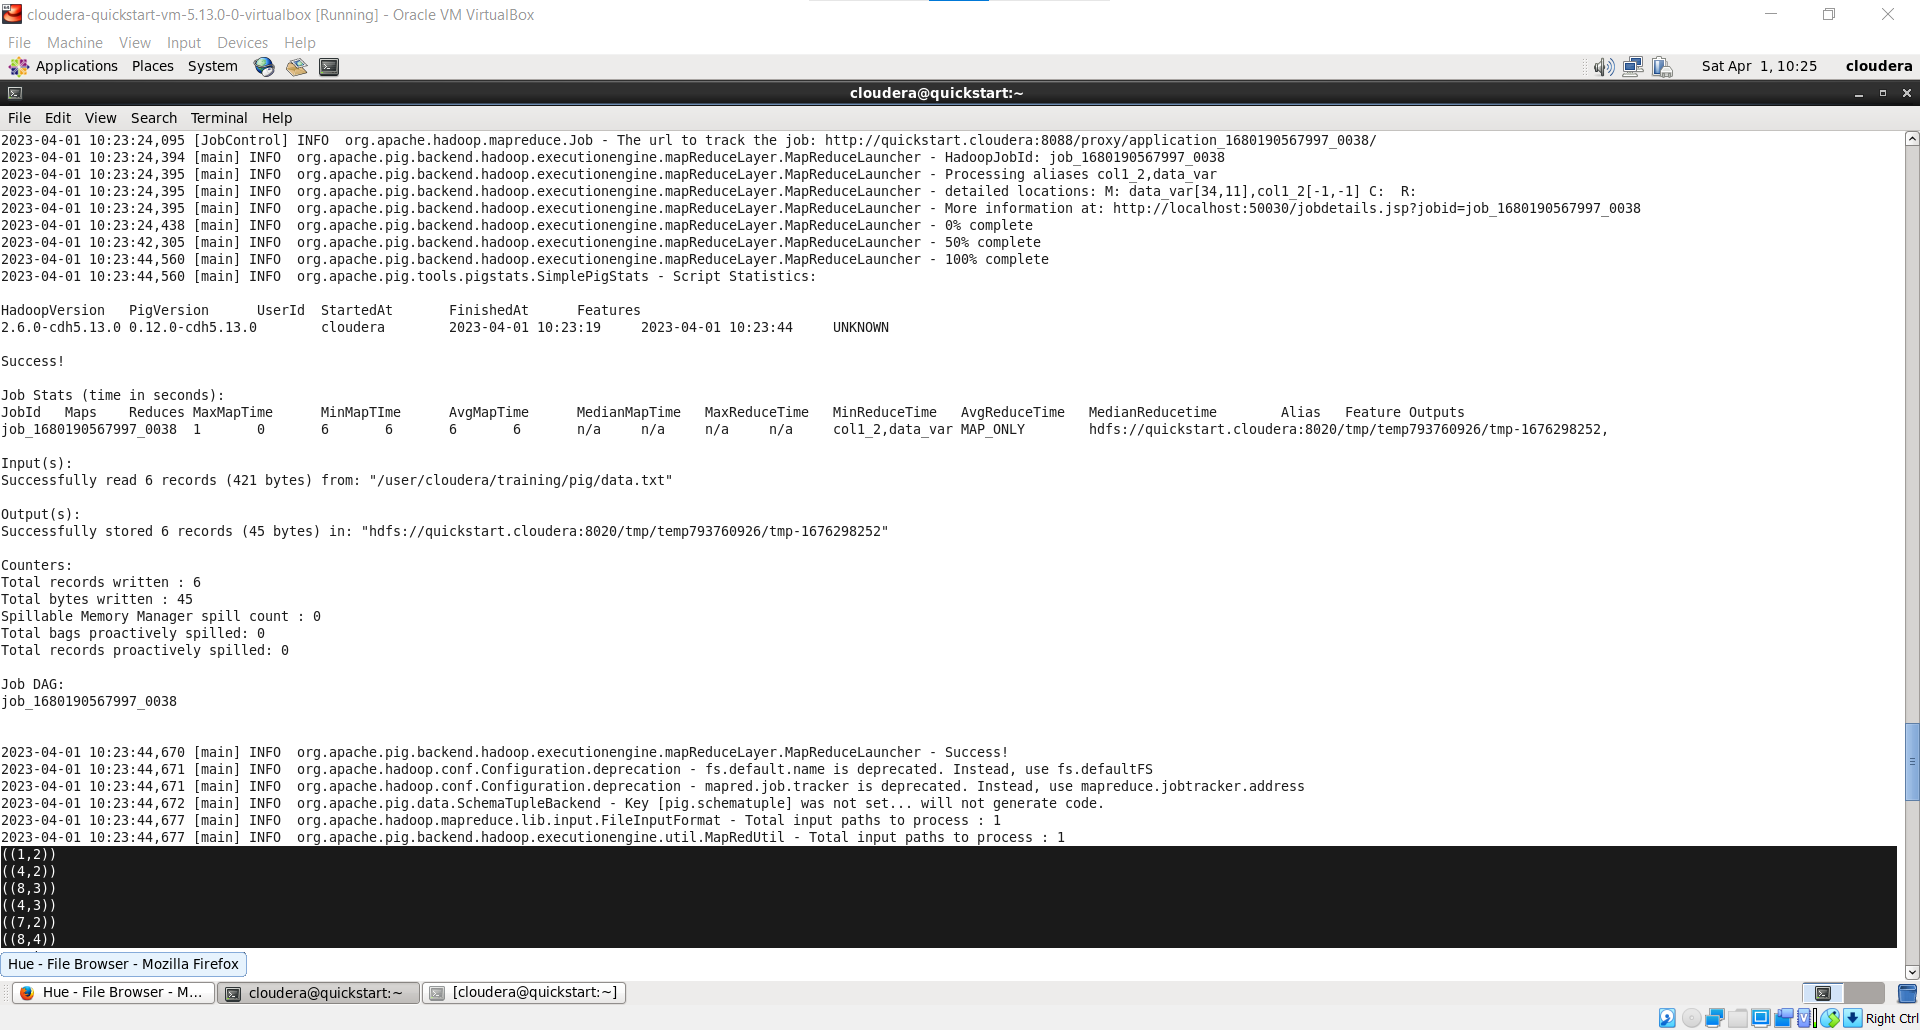 cloudera-quickstart-vm-5.13.0-0-virtualbox [Running] - Oracle VM VirtualBox
File Machine View Input Devices Help
Applications Places System Sat Apr 1, 10:25 cloudera
cloudera@quickstart:~
File Edit View Search Terminal Help
2023-04-01 10:23:24,095 [JobControl] INFO  org.apache.hadoop.mapreduce.Job - The url to track the job: http://quickstart.cloudera:8088/proxy/application_1680190567997_0038/
2023-04-01 10:23:24,394 [main] INFO  org.apache.pig.backend.hadoop.executionengine.mapReduceLayer.MapReduceLauncher - HadoopJobId: job_1680190567997_0038
2023-04-01 10:23:24,395 [main] INFO  org.apache.pig.backend.hadoop.executionengine.mapReduceLayer.MapReduceLauncher - Processing aliases col1_2,data_var
2023-04-01 10:23:24,395 [main] INFO  org.apache.pig.backend.hadoop.executionengine.mapReduceLayer.MapReduceLauncher - detailed locations: M: data_var[34,11],col1_2[-1,-1] C:  R:
2023-04-01 10:23:24,395 [main] INFO  org.apache.pig.backend.hadoop.executionengine.mapReduceLayer.MapReduceLauncher - More information at: http://localhost:50030/jobdetails.jsp?jobid=job_1680190567997_0038
2023-04-01 10:23:24,438 [main] INFO  org.apache.pig.backend.hadoop.executionengine.mapReduceLayer.MapReduceLauncher - 0% complete
2023-04-01 10:23:42,305 [main] INFO  org.apache.pig.backend.hadoop.executionengine.mapReduceLayer.MapReduceLauncher - 50% complete
2023-04-01 10:23:44,560 [main] INFO  org.apache.pig.backend.hadoop.executionengine.mapReduceLayer.MapReduceLauncher - 100% complete
2023-04-01 10:23:44,560 [main] INFO  org.apache.pig.tools.pigstats.SimplePigStats - Script Statistics:
HadoopVersion PigVersion UserId StartedAt FinishedAt Features
2.6.0-cdh5.13.0 0.12.0-cdh5.13.0 cloudera 2023-04-01 10:23:19 2023-04-01 10:23:44 UNKNOWN
Success!
Job Stats (time in seconds):
JobId Maps Reduces MaxMapTime MinMapTIme AvgMapTime MedianMapTime MaxReduceTime MinReduceTime AvgReduceTime MedianReducetime Alias Feature Outputs
job_1680190567997_0038 1 0 6 6 6 6 n/a n/a n/a n/a col1_2,data_var MAP_ONLY hdfs://quickstart.cloudera:8020/tmp/temp793760926/tmp-1676298252,
Input(s):
Successfully read 6 records (421 bytes) from: "/user/cloudera/training/pig/data.txt"
Output(s):
Successfully stored 6 records (45 bytes) in: "hdfs://quickstart.cloudera:8020/tmp/temp793760926/tmp-1676298252"
Counters:
Total records written : 6
Total bytes written : 45
Spillable Memory Manager spill count : 0
Total bags proactively spilled: 0
Total records proactively spilled: 0
Job DAG:
job_1680190567997_0038
2023-04-01 10:23:44,670 [main] INFO  org.apache.pig.backend.hadoop.executionengine.mapReduceLayer.MapReduceLauncher - Success!
2023-04-01 10:23:44,671 [main] INFO  org.apache.hadoop.conf.Configuration.deprecation - fs.default.name is deprecated. Instead, use fs.defaultFS
2023-04-01 10:23:44,671 [main] INFO  org.apache.hadoop.conf.Configuration.deprecation - mapred.job.tracker is deprecated. Instead, use mapreduce.jobtracker.address
2023-04-01 10:23:44,672 [main] INFO  org.apache.pig.data.SchemaTupleBackend - Key [pig.schematuple] was not set... will not generate code.
2023-04-01 10:23:44,677 [main] INFO  org.apache.hadoop.mapreduce.lib.input.FileInputFormat - Total input paths to process : 1
2023-04-01 10:23:44,677 [main] INFO  org.apache.pig.backend.hadoop.executionengine.util.MapRedUtil - Total input paths to process : 1
((1,2))
((4,2))
((8,3))
((4,3))
((7,2))
((8,4))
Hue - File Browser - Mozilla Firefox
Hue - File Browser - M... cloudera@quickstart:~ [cloudera@quickstart:~]
Right Ctrl